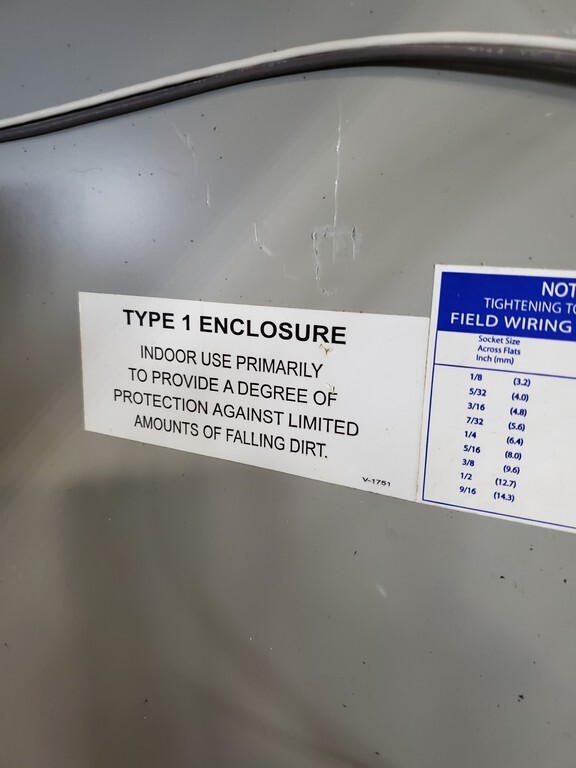 TYPE 1 ENCLOSURE
INDOOR USE PRIMARILY
TO PROVIDE A DEGREE OF
PROTECTION AGAINST LIMITED
AMOUNTS OF FALLING DIRT.
V-1751
TIGHTENING
FIELD WIRING
Socket Size
Across Flats
Inch (mm)
1/8 (3.2)
5/32 (4.0)
3/16 (4.8)
7/32 (5.6)
1/4 (6.4)
5/16 (8.0)
3/8 (9.6)
1/2 (12.7)
9/16 (14.3)